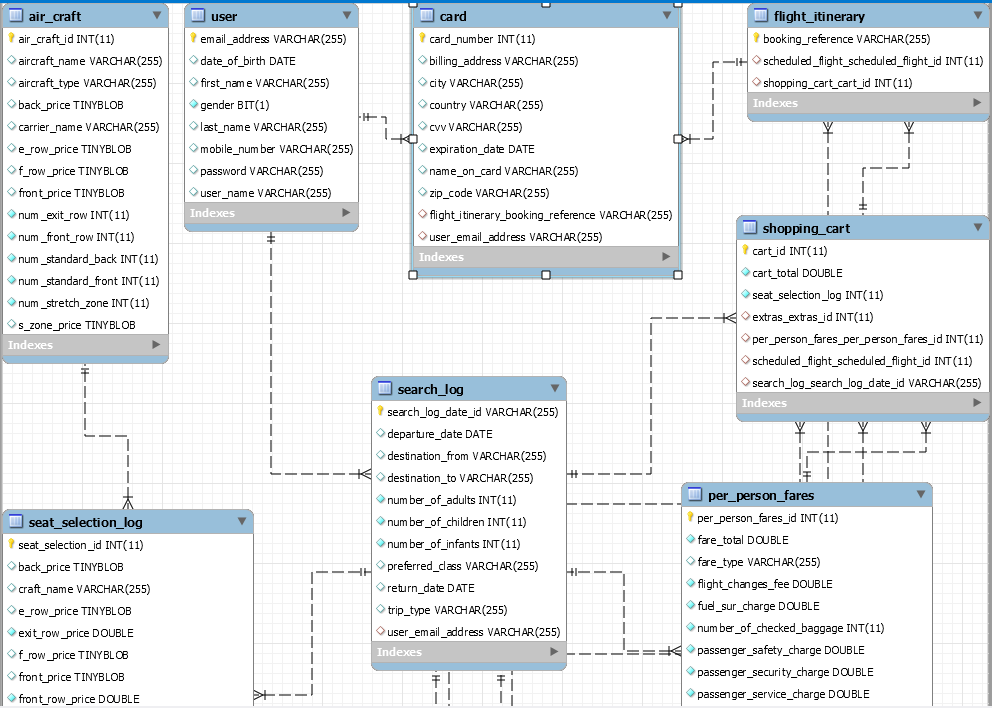 air_craft
air_craft_id INT(11)
aircraft_name VARCHAR(255)
aircraft_type VARCHAR(255)
back_price TINYBLOB
carrier_name VARCHAR(255)
e_row_price TINYBLOB
f_row_price TINYBLOB
front_price TINYBLOB
num_exit_row INT(11)
num_front_row INT(11)
num_standard_back INT(11)
num_standard_front INT(11)
num_stretch_zone INT(11)
s_zone_price TINYBLOB
Indexes
user
email_address VARCHAR(255)
date_of_birth DATE
first_name VARCHAR(255)
gender BIT(1)
last_name VARCHAR(255)
mobile_number VARCHAR(255)
password VARCHAR(255)
user_name VARCHAR(255)
Indexes
card
card_number INT(11)
billing_address VARCHAR(255)
city VARCHAR(255)
country VARCHAR(255)
cvv VARCHAR(255)
expiration_date DATE
name_on_card VARCHAR(255)
zip_code VARCHAR(255)
flight_itinerary_booking_reference VARCHAR(255)
user_email_address VARCHAR(255)
Indexes
flight_itinerary
booking_reference VARCHAR(255)
scheduled_flight_scheduled_flight_id INT(11)
shopping_cart_cart_id INT(11)
Indexes
shopping_cart
cart_id INT(11)
cart_total DOUBLE
seat_selection_log INT(11)
extras_extras_id INT(11)
per_person_fares_per_person_fares_id INT(11)
scheduled_flight_scheduled_flight_id INT(11)
search_log_search_log_date_id VARCHAR(255)
Indexes
search_log
search_log_date_id VARCHAR(255)
departure_date DATE
destination_from VARCHAR(255)
destination_to VARCHAR(255)
number_of_adults INT(11)
number_of_children INT(11)
number_of_infants INT(11)
preferred_class VARCHAR(255)
return_date DATE
trip_type VARCHAR(255)
user_email_address VARCHAR(255)
Indexes
seat_selection_log
seat_selection_id INT(11)
back_price TINYBLOB
craft_name VARCHAR(255)
e_row_price TINYBLOB
exit_row_price DOUBLE
f_row_price TINYBLOB
front_price TINYBLOB
front_row_price DOUBLE
per_person_fares
per_person_fares_id INT(11)
fare_total DOUBLE
fare_type VARCHAR(255)
flight_changes_fee DOUBLE
fuel_sur_charge DOUBLE
number_of_checked_baggage INT(11)
passenger_safety_charge DOUBLE
passenger_security_charge DOUBLE
passenger_service_charge DOUBLE